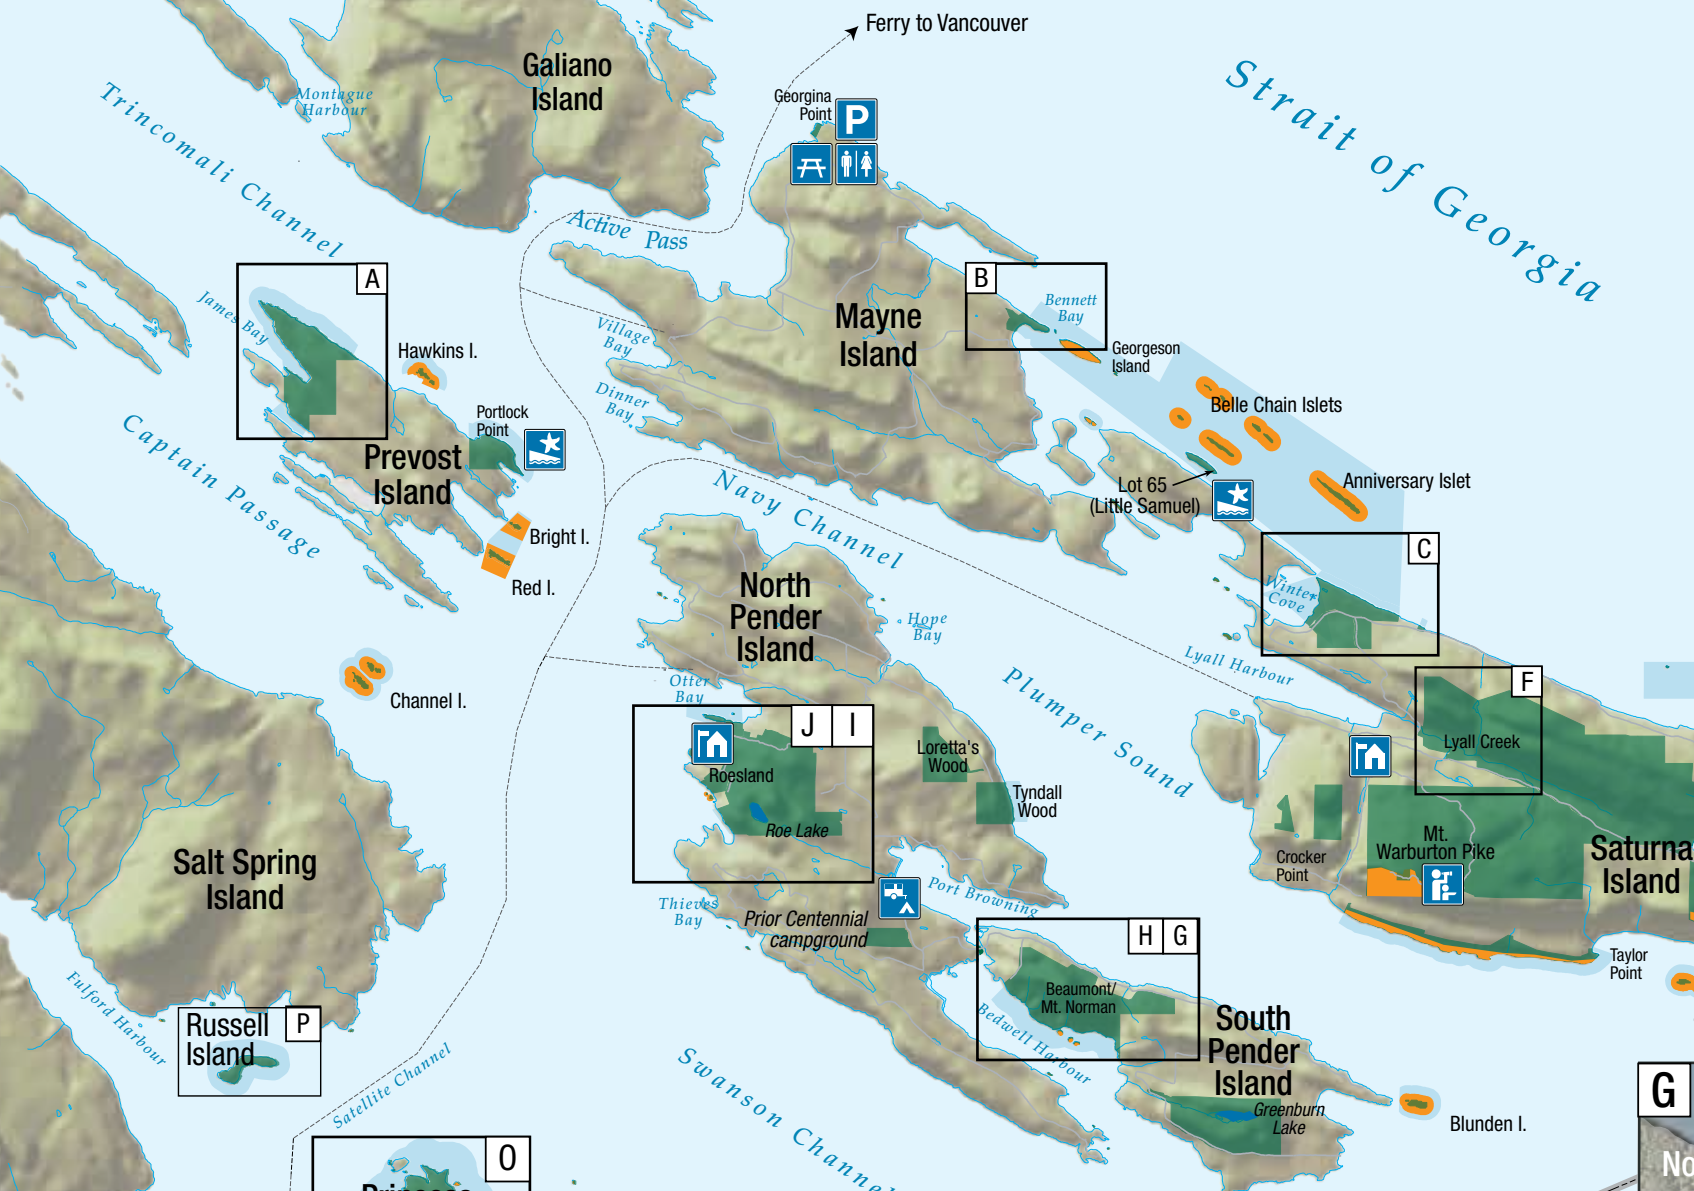 Ferry to Vancouver
Galiano
Island
Montague
Harbour
Georgina
Point
P
Strait of Georgia
Trincomali Channel
Active Pass
A
James Bay
B
Bennett
Bay
Mayne
Island
Village
Bay
Georgeson
Island
Hawkins I.
Dinner
Bay
Belle Chain Islets
Portlock
Point
Captain Passage
Prevost
Island
Lot 65
(Little Samuel)
Anniversary Islet
Navy Channel
Bright I.
Red I.
C
Winter
Cove
North
Pender
Island
Hope
Bay
Lyall Harbour
Otter
Bay
Channel I.
Plumper Sound
F
Lyall Creek
J
I
Roesland
Roe Lake
Loretta's
Wood
Tyndall
Wood
Mt.
Warburton Pike
Saturna
Island
Crocker
Point
Salt Spring
Island
Thieves
Bay
Port Browning
Prior Centennial
campground
H
G
Taylor
Point
Beaumont/
Mt. Norman
Bedwell Harbour
South
Pender
Island
Fulford Harbour
Russell
Island
P
Satellite Channel
Swanson Channel
Greenburn
Lake
Blunden I.
G
No
O
Princess